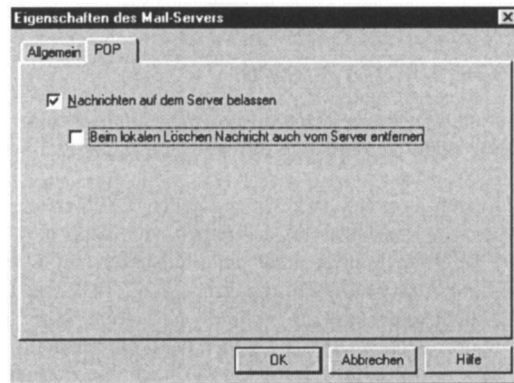 Eigenschaften des Mail-Servers
Allgemein POP
Nachrichten auf dem Server belassen
Beim lokalen Löschen Nachricht auch vom Server entfernen
OK Abbrechen Hilfe